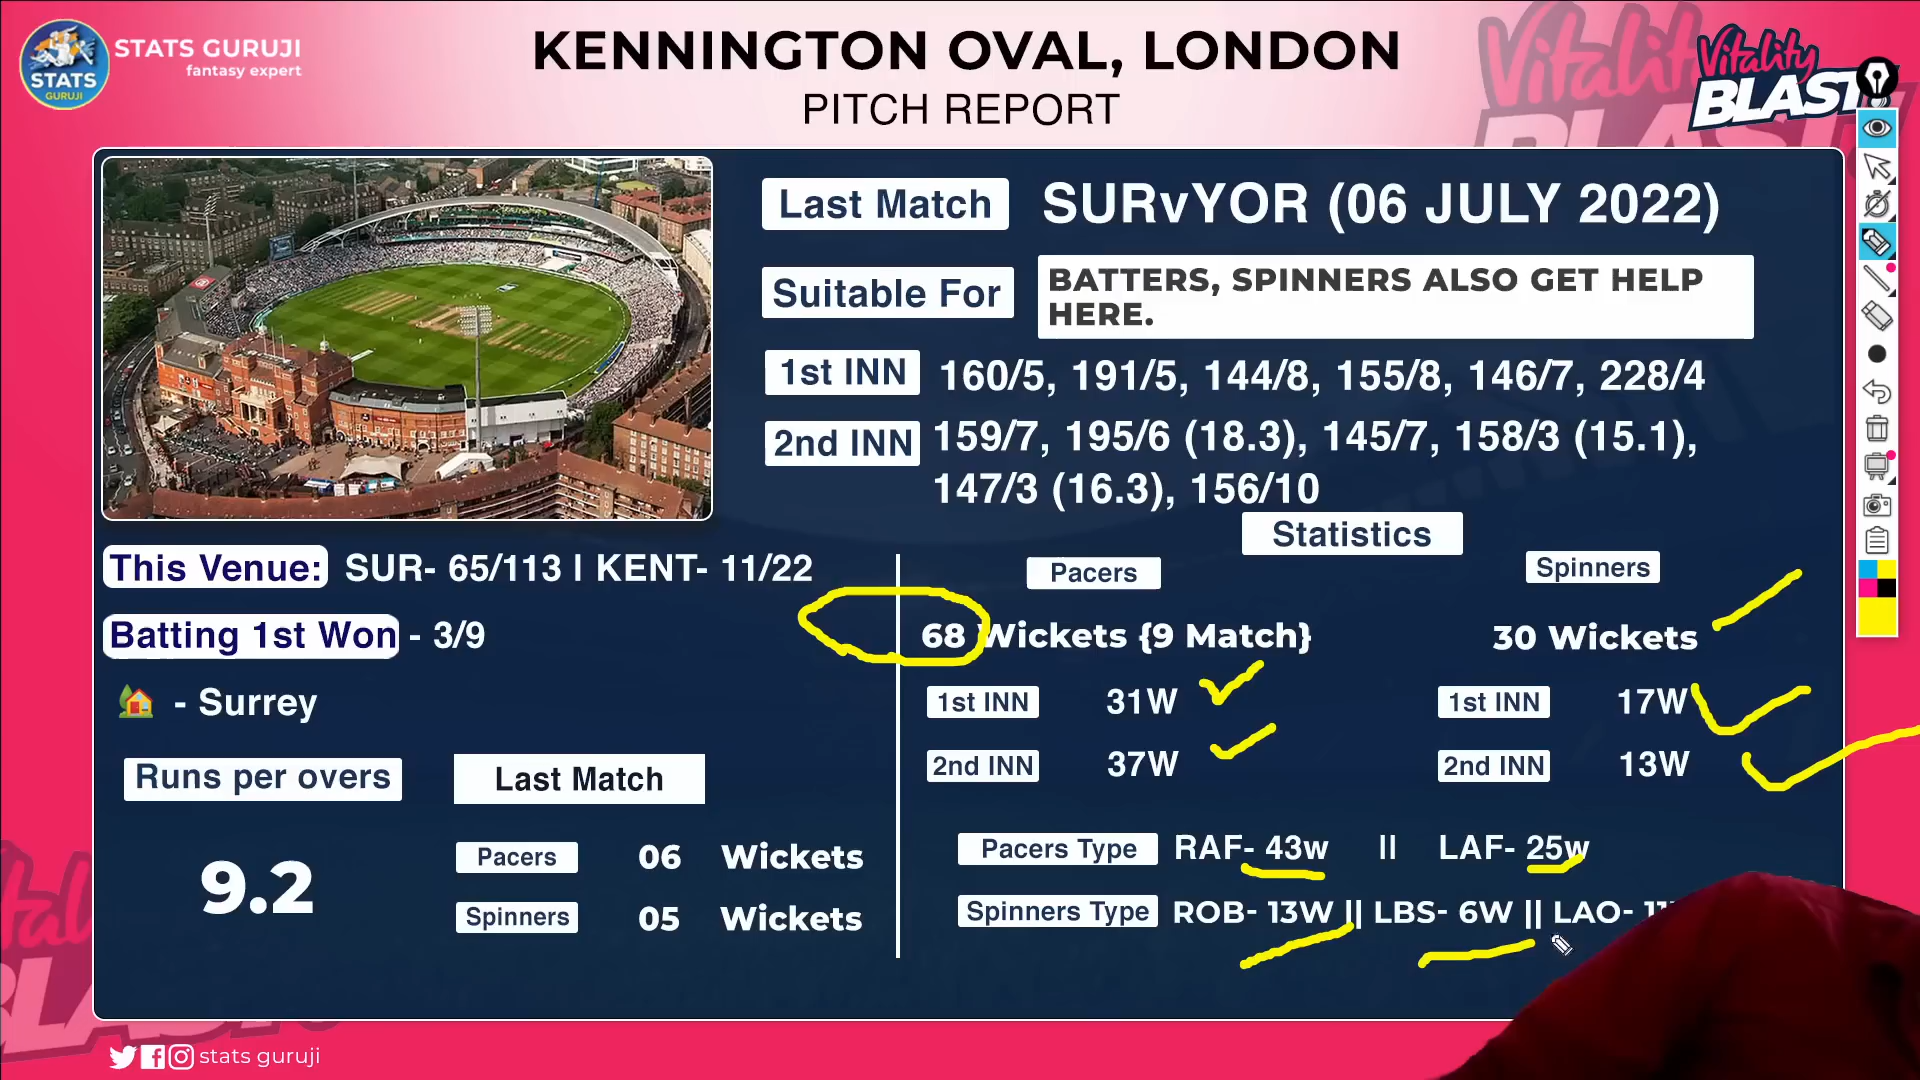 STATS GURUJI
fantasy expert
STATS
GURUJI
KENNINGTON OVAL, LONDON
PITCH REPORT
Vitality
BLAST
Last Match SURvYOR (06 JULY 2022)
Suitable For BATTERS, SPINNERS ALSO GET HELP
HERE.
1st INN 160/5, 191/5, 144/8, 155/8, 146/7, 228/4
2nd INN 159/7, 195/6 (18.3), 145/7, 158/3 (15.1),
147/3 (16.3), 156/10
This Venue: SUR- 65/113 | KENT- 11/22
Batting 1st Won - 3/9
- Surrey
Runs per overs
9.2
Last Match
Pacers 06 Wickets
Spinners 05 Wickets
Statistics
Pacers Spinners
68 Wickets {9 Match} 30 Wickets
1st INN 31W 1st INN 17W
2nd INN 37W 2nd INN 13W
Pacers Type RAF- 43w || LAF- 25w
Spinners Type ROB- 13W || LBS- 6W || LAO-
stats guruji